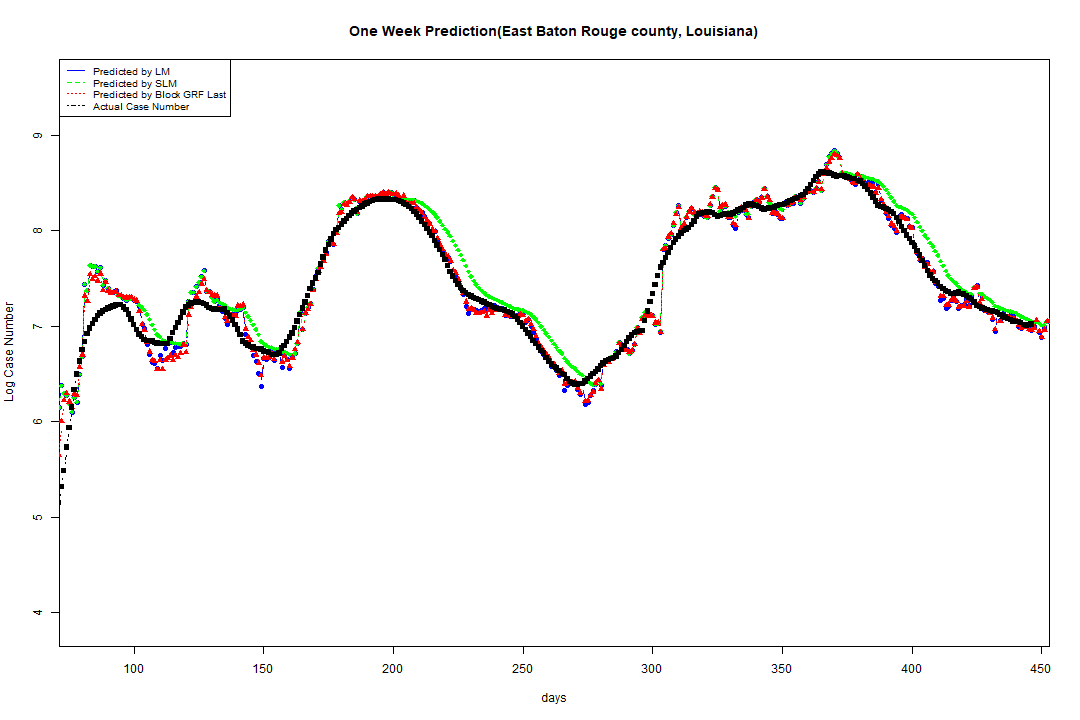 One Week Prediction(East Baton Rouge county, Louisiana)
Predicted by LM
Predicted by SLM
Predicted by Block GRF Last
Actual Case Number
Log Case Number
9
8
7
6
5
4
100 150 200 250 300 350 400 450
days